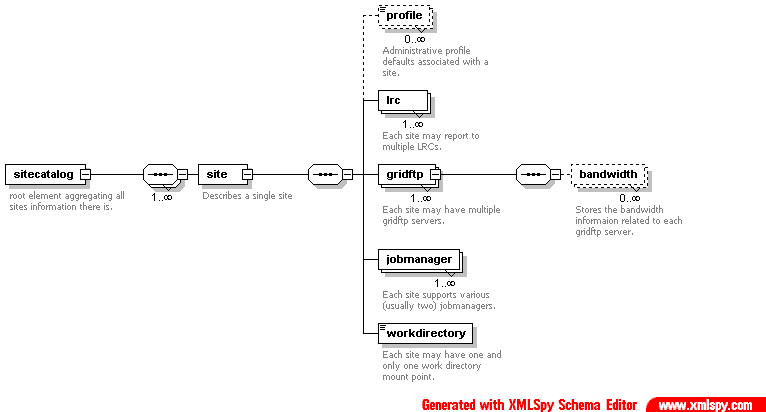 profile
0..∞
Administrative profile
defaults associated with a
site.
lrc
1..∞
Each site may report to
multiple LRCs.
sitecatalog
root element aggregating all
sites information there is.
1..∞
site
Describes a single site
gridftp
1..∞
Each site may have multiple
gridftp servers.
bandwidth
0..∞
Stores the bandwidth
informaion related to each
gridftp server.
jobmanager
1..∞
Each site supports various
(usually two) jobmanagers.
workdirectory
Each site may have one and
only one work directory
mount point.
Generated with XMLSpy Schema Editor www.xmlspy.com